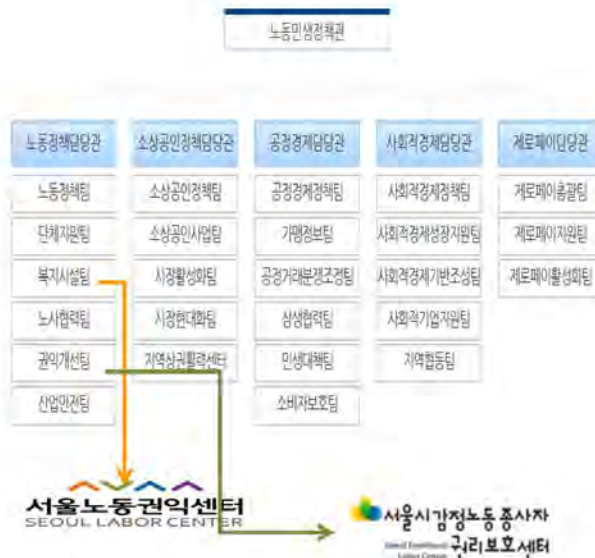 노동민생정책관
노동정책담당관 소상공인정책담당관 공정경제담당관 사회적경제담당관 제로페이담당관
노동정책팀 소상공인정책팀 공정경제정책팀 사회적경제정책팀 제로페이총괄팀
단체지원팀 소상공인사업팀 가맹정보팀 사회적경제성장지원팀 제로페이지원팀
복지시설팀 시장활성화팀 공정거래분쟁조정팀 사회적경제기반조성팀 제로페이활성화팀
노사협력팀 시장현대화팀 상생협력팀 사회적기업지원팀
권익개선팀 지역상권활력센터 민생대책팀 지역협동팀
산업안전팀 소비자보호팀
서울노동권익센터
SEOUL LABOR CENTER
서울시감정노동종사자
권리보호센터